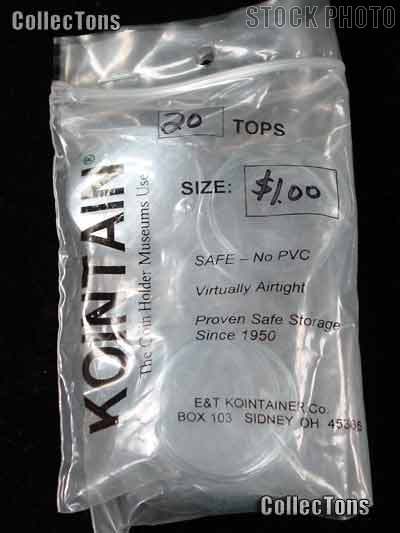 CollecTons
STOCK PHOTO
20 TOPS
SIZE: $1.00
KOINTAIN®
The Coin Holder Museums Use
SAFE – No PVC
Virtually Airtight
Proven Safe Storage
Since 1950
E&T KOINTAINER Co.
BOX 103 SIDNEY OH 45365
CollecTons